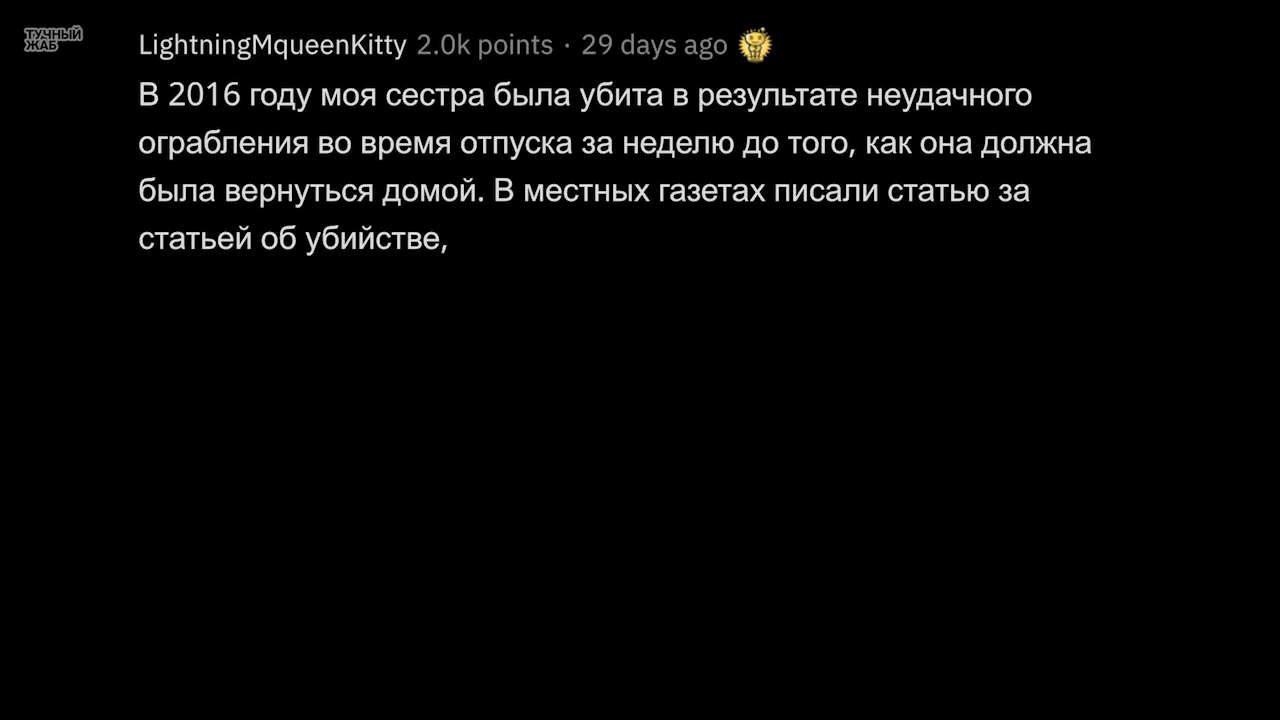 ТУЧНЫЙ
ЖАБ
LightningMqueenKitty 2.0k points · 29 days ago
В 2016 году моя сестра была убита в результате неудачного
ограбления во время отпуска за неделю до того, как она должна
была вернуться домой. В местных газетах писали статью за
статьей об убийстве,